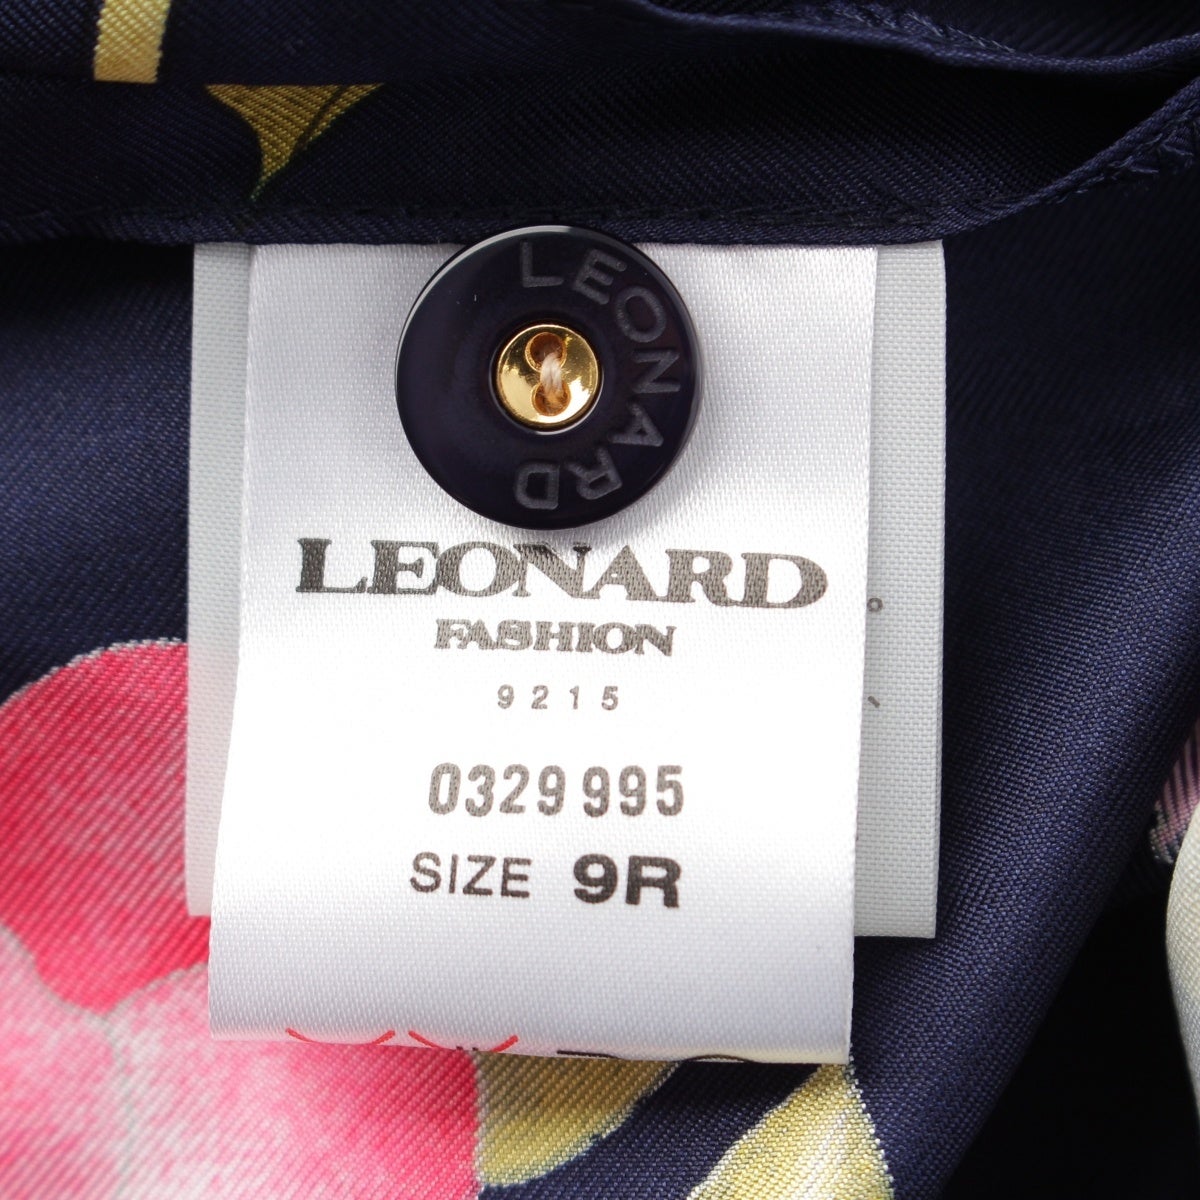 LEONARD
LEONARD
FASHION
9215
0329 995
SIZE 9R